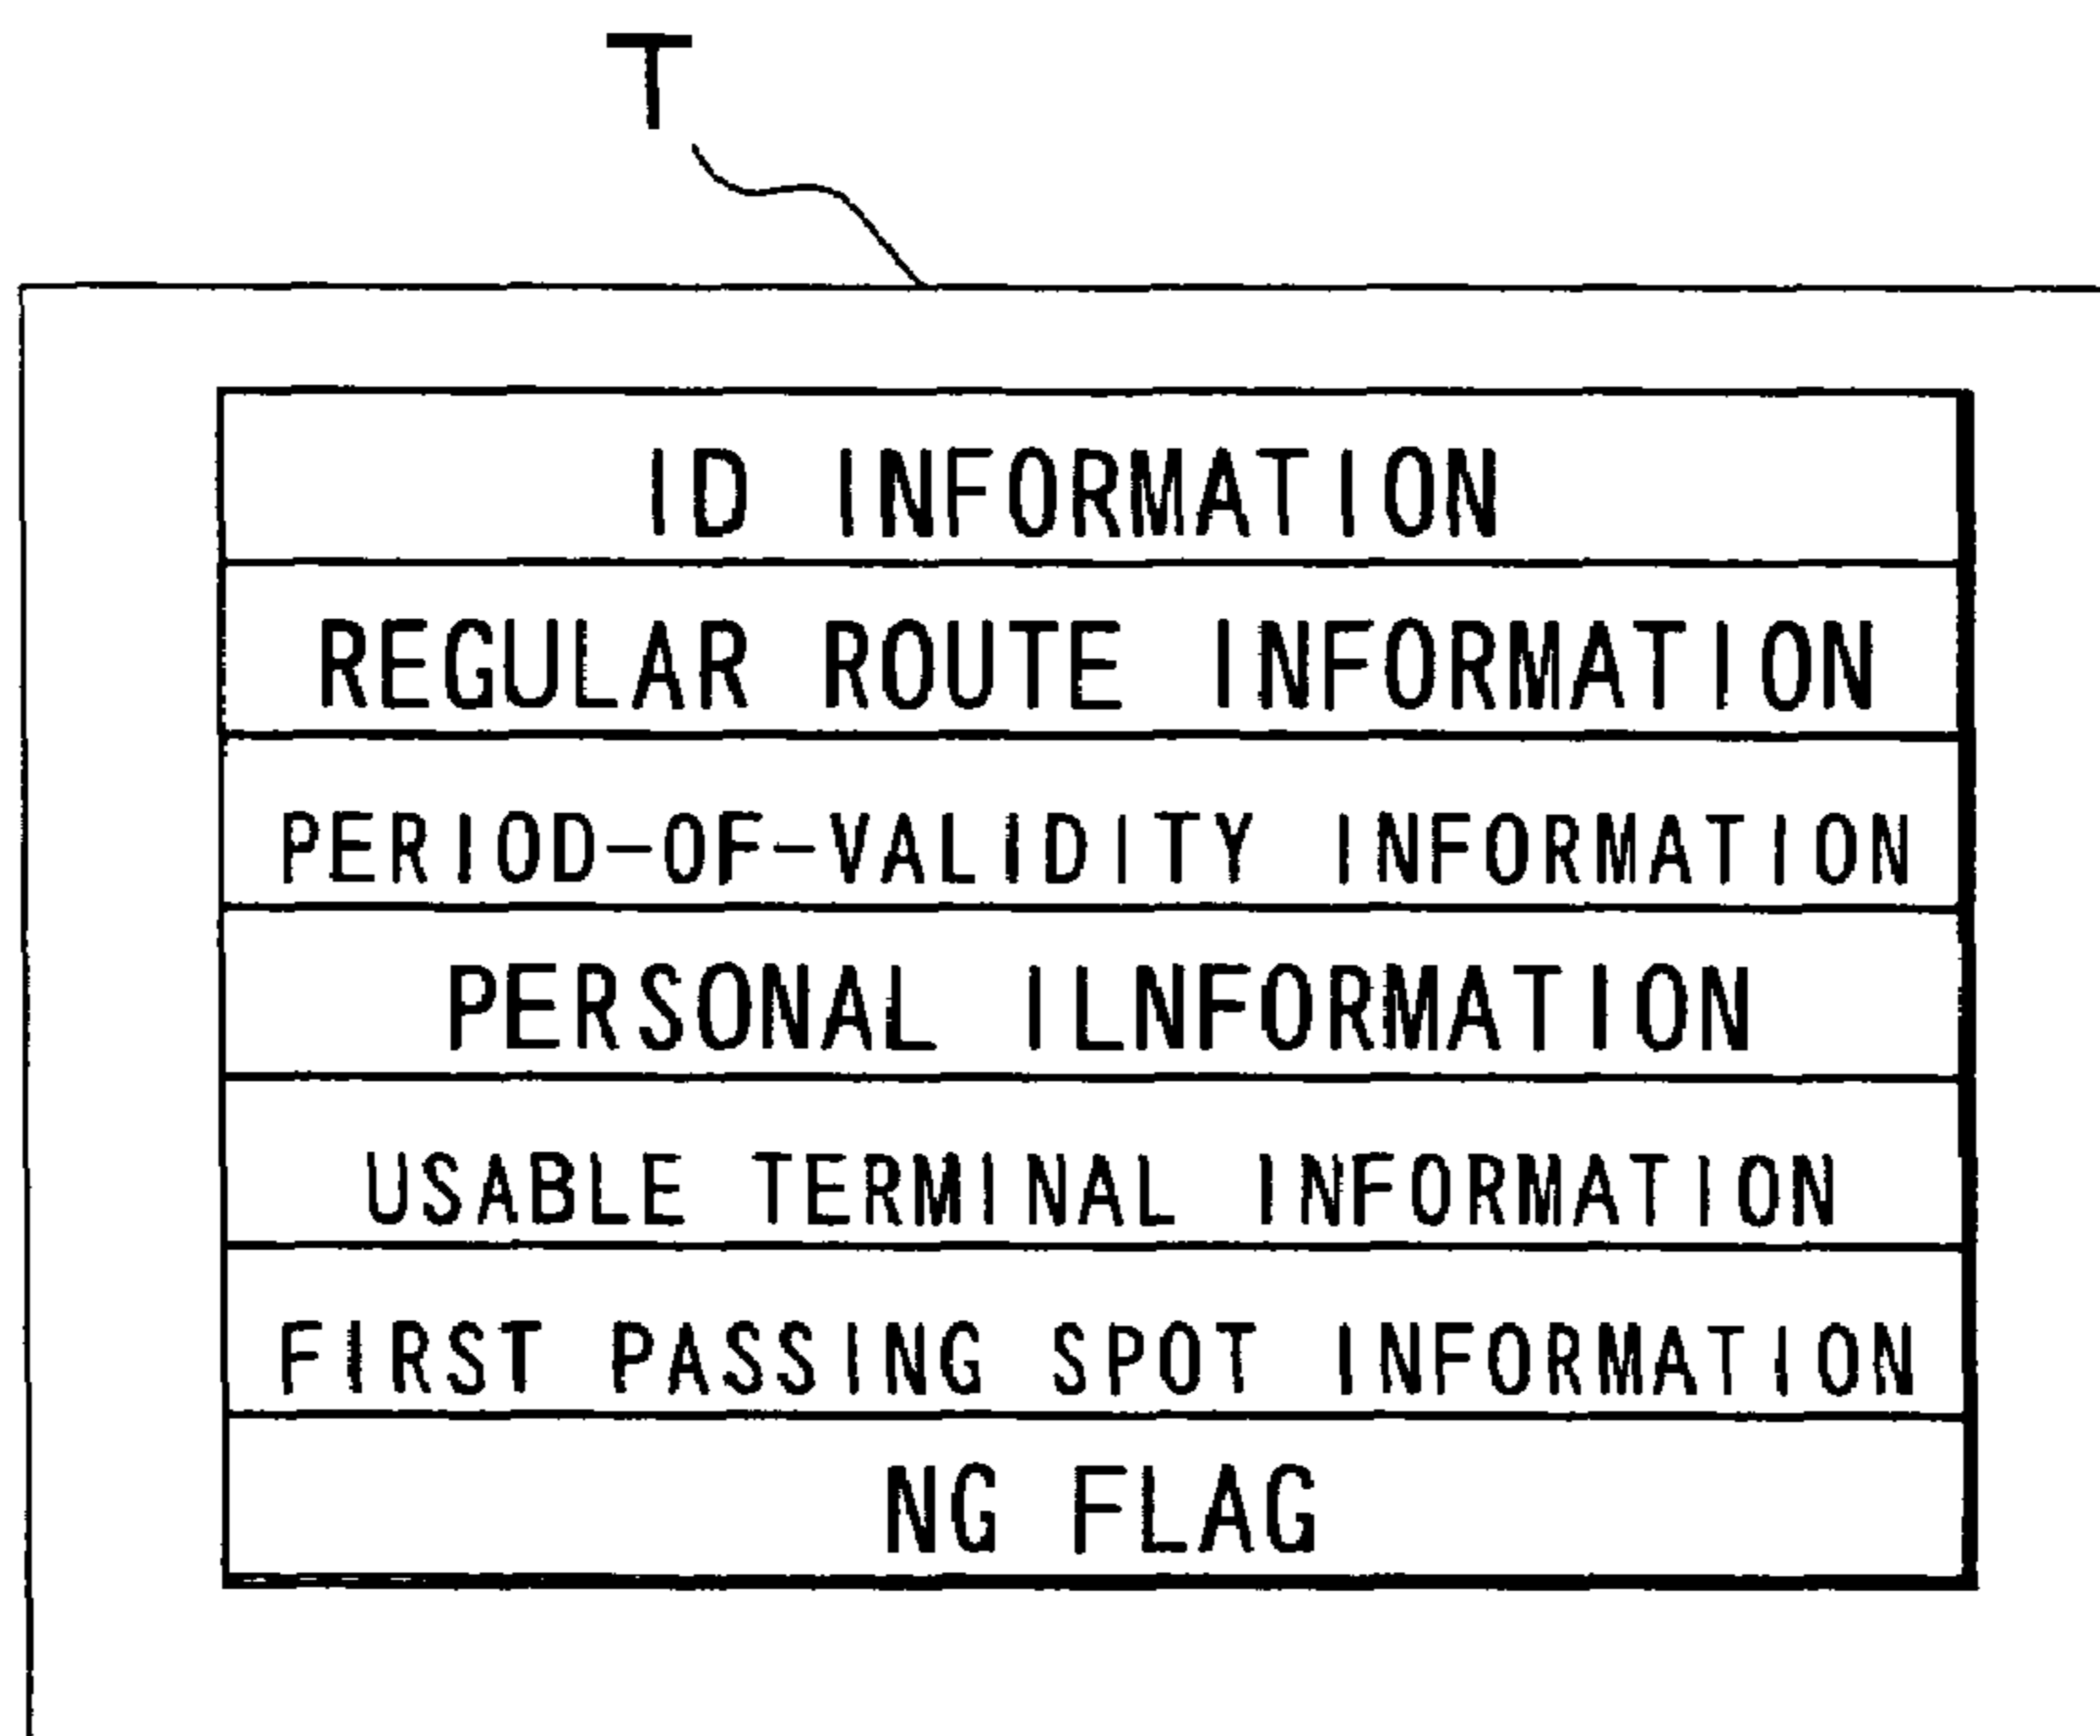 T
ID INFORMATION
REGULAR ROUTE INFORMATION
PERIOD-OF-VALIDITY INFORMATION
PERSONAL ILNFORMATION
USABLE TERMINAL INFORMATION
FIRST PASSING SPOT INFORMATION
NG FLAG